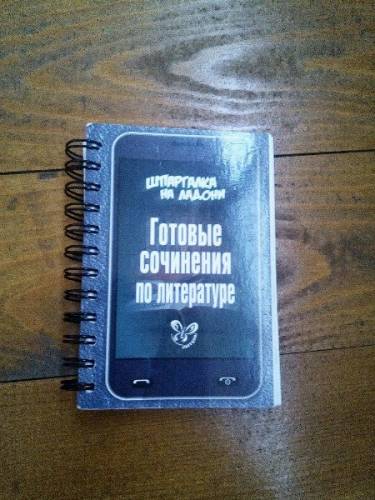 ШПАРГАЛКА
НА ЛАДОНИ
Готовые
сочинения
по литературе